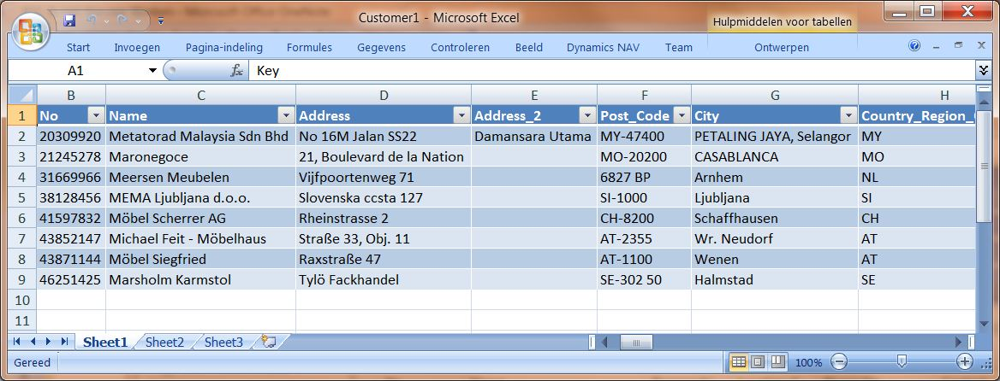 Customer1 - Microsoft Excel Hulpmiddelen voor tabellen
Start Invoegen Pagina-indeling Formules Gegevens Controleren Beeld Dynamics NAV Team Ontwerpen
A1 fx Key
B C D E F G H
1 No Name Address Address_2 Post_Code City Country_Region_
2 20309920 Metatorad Malaysia Sdn Bhd No 16M Jalan SS22 Damansara Utama MY-47400 PETALING JAYA, Selangor MY
3 21245278 Maronegoce 21, Boulevard de la Nation MO-20200 CASABLANCA MO
4 31669966 Meersen Meubelen Vijfpoortenweg 71 6827 BP Arnhem NL
5 38128456 MEMA Ljubljana d.o.o. Slovenska ccsta 127 SI-1000 Ljubljana SI
6 41597832 Möbel Scherrer AG Rheinstrasse 2 CH-8200 Schaffhausen CH
7 43852147 Michael Feit - Möbelhaus Straße 33, Obj. 11 AT-2355 Wr. Neudorf AT
8 43871144 Möbel Siegfried Raxstraße 47 AT-1100 Wenen AT
9 46251425 Marsholm Karmstol Tylö Fackhandel SE-302 50 Halmstad SE
10
11
Sheet1 Sheet2 Sheet3
Gereed 100%